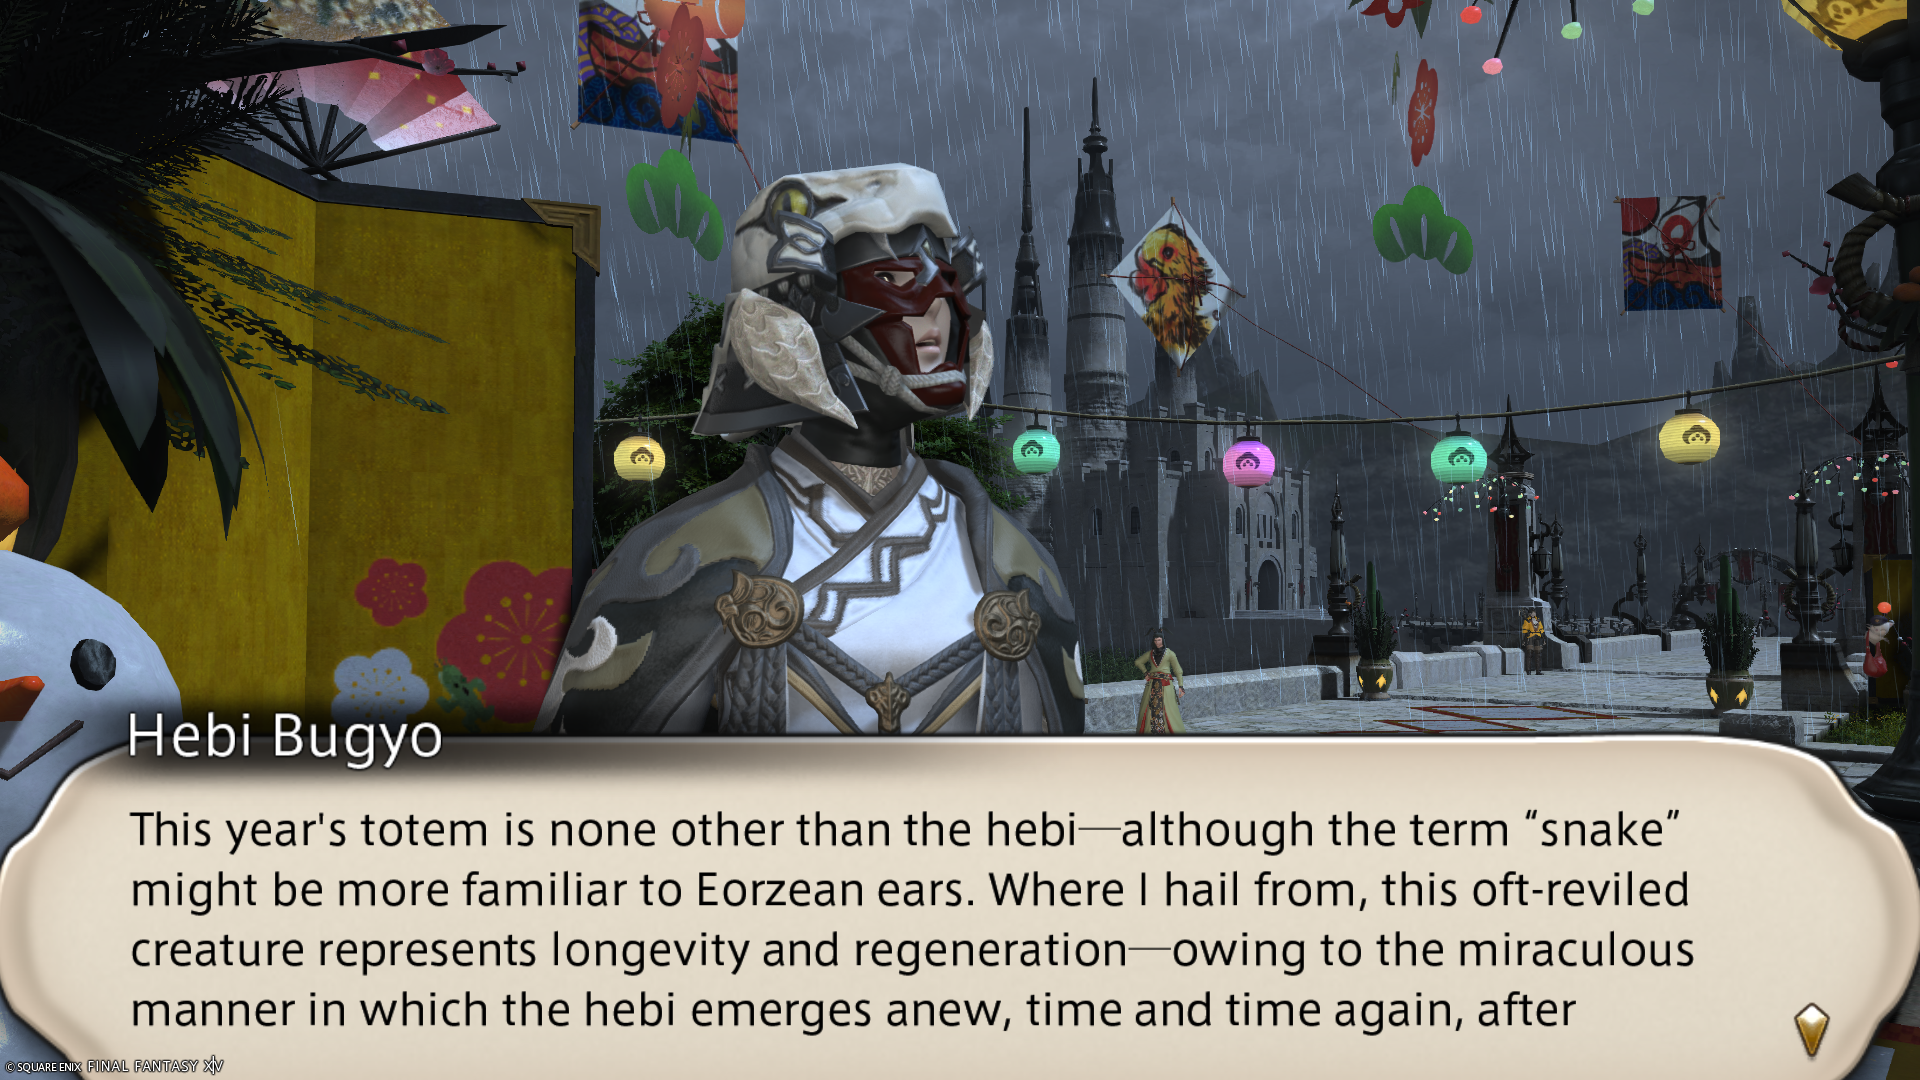 Hebi Bugyo
This year's totem is none other than the hebi—although the term “snake”
might be more familiar to Eorzean ears. Where I hail from, this oft-reviled
creature represents longevity and regeneration—owing to the miraculous
manner in which the hebi emerges anew, time and time again, after
© SQUARE ENIX FINAL FANTASY XIV